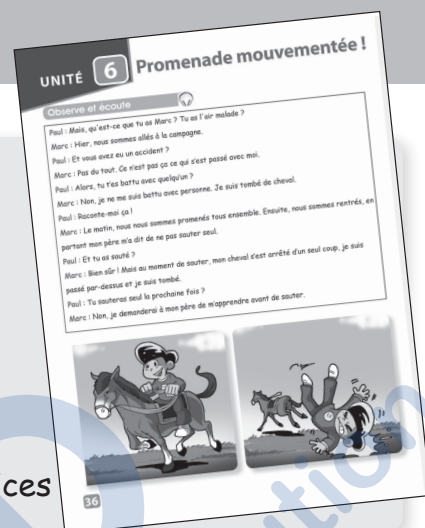 UNITÉ 6 Promenade mouvementée !
Observe et écoute
Paul : Mais, qu'est-ce que tu as Marc ? Tu as l'air malade ?
Marc : Hier, nous sommes allés à la campagne.
Paul : Et vous avez eu un accident ?
Marc : Pas du tout. Ce n'est pas ça ce qui s'est passé avec moi.
Paul : Alors, tu t'es battu avec quelqu'un ?
Marc : Non, je ne me suis battu avec personne. Je suis tombé de cheval.
Paul : Raconte-moi ça !
Marc : Le matin, nous nous sommes promenés tous ensemble. Ensuite, nous sommes rentrés, en
partant mon père m'a dit de ne pas sauter seul.
Paul : Et tu as sauté ?
Marc : Bien sûr ! Mais au moment de sauter, mon cheval s'est arrêté d'un seul coup, je suis
passé par-dessus et je suis tombé.
Paul : Tu sauteras seul la prochaine fois ?
Marc : Non, je demanderai à mon père de m'apprendre avant de sauter.
36
ces